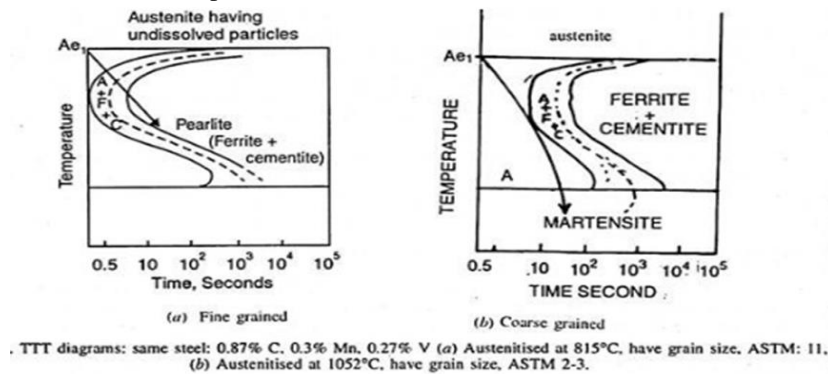 Austenite having
undissolved particles
Ae1
A
+
F
+
C
Pearlite
(Ferrite +
cementite)
Temperature
0.5 10 10² 10³ 10⁴ 10⁵
Time, Seconds
(a) Fine grained
austenite
Ae1
A
+
F
+
C
FERRITE
+
CEMENTITE
TEMPERATURE
A
MARTENSITE
0.5 .10 10² 10³ 10⁴ 10⁵
TIME SECOND
(b) Coarse grained
. TTT diagrams: same steel: 0.87% C, 0.3% Mn, 0.27% V (a) Austenitised at 815°C, have grain size, ASTM: 11,
(b) Austenitised at 1052°C, have grain size, ASTM 2-3.